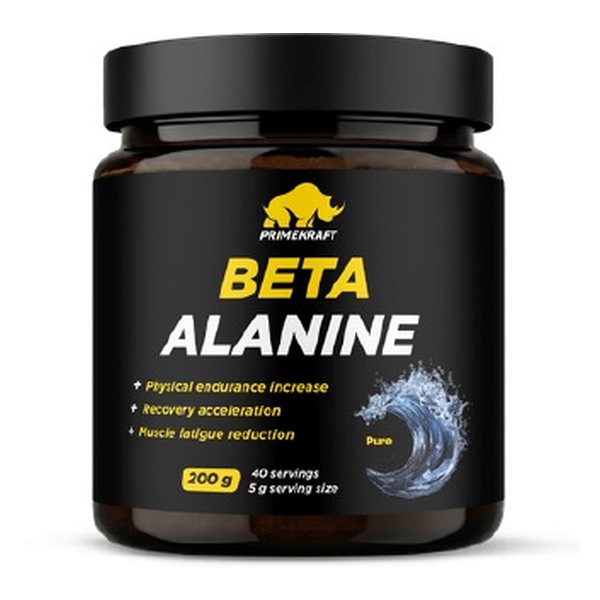 PRIMEKRAFT
BETA
ALANINE
+ Physical endurance increase
+ Recovery acceleration
+ Muscle fatigue reduction
Pure
200 g
40 servings
5 g serving size